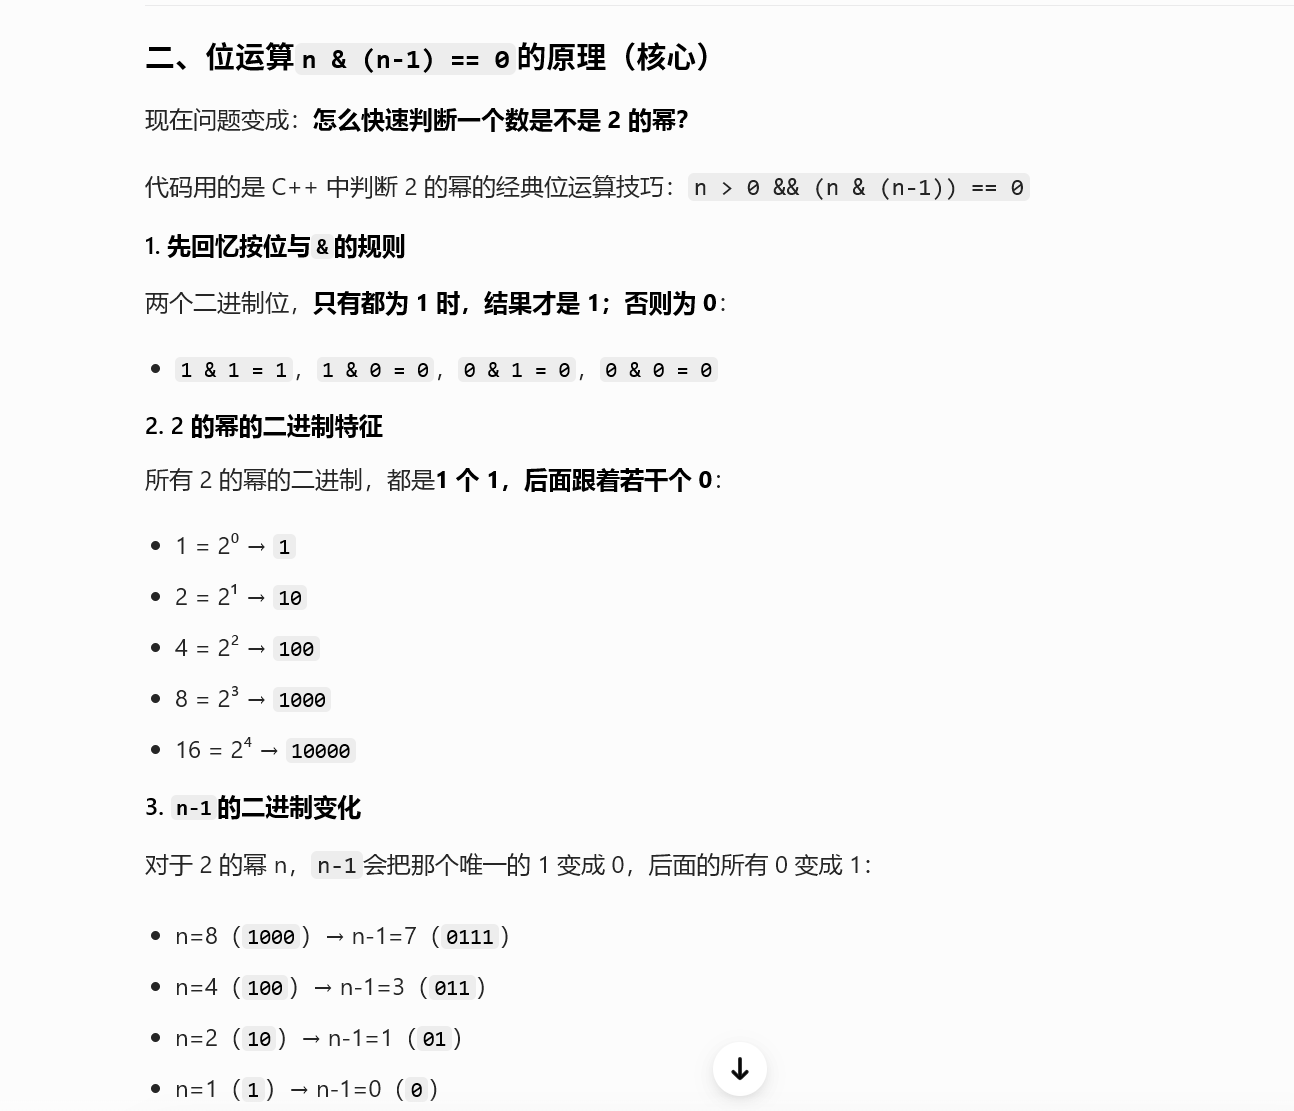 二、位运算 n & (n-1) == 0 的原理（核心）
现在问题变成：怎么快速判断一个数是不是 2 的幂？
代码用的是 C++ 中判断 2 的幂的经典位运算技巧： n > 0 && (n & (n-1)) == 0
1. 先回忆按位与 & 的规则
两个二进制位，只有都为 1 时，结果才是 1；否则为 0：
• 1 & 1 = 1， 1 & 0 = 0， 0 & 1 = 0， 0 & 0 = 0
2. 2 的幂的二进制特征
所有 2 的幂的二进制，都是1 个 1，后面跟着若干个 0：
• 1 = 2⁰ → 1
• 2 = 2¹ → 10
• 4 = 2² → 100
• 8 = 2³ → 1000
• 16 = 2⁴ → 10000
3. n-1 的二进制变化
对于 2 的幂 n， n-1 会把那个唯一的 1 变成 0，后面的所有 0 变成 1：
• n=8（1000）→ n-1=7（0111）
• n=4（100）→ n-1=3（011）
• n=2（10）→ n-1=1（01）
• n=1（1）→ n-1=0（0）